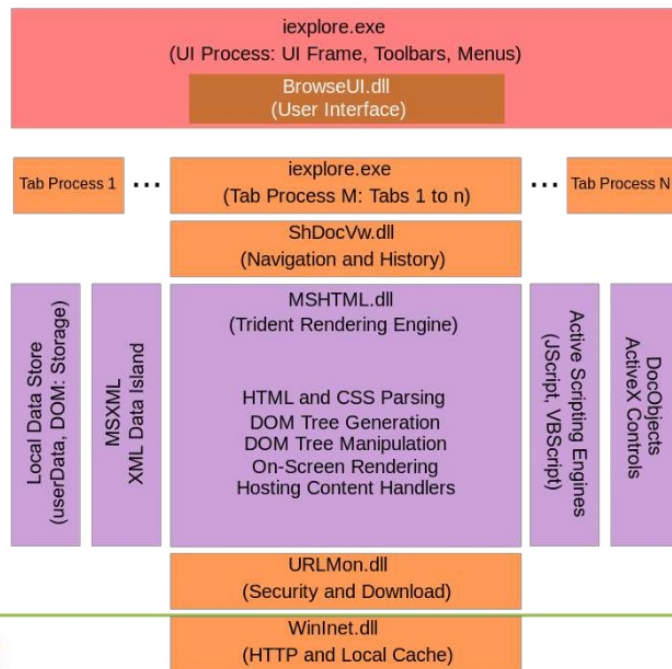 iexplore.exe
(UI Process: UI Frame, Toolbars, Menus)
BrowseUI.dll
(User Interface)
Tab Process 1
...
iexplore.exe
(Tab Process M: Tabs 1 to n)
...
Tab Process N
ShDocVw.dll
(Navigation and History)
Local Data Store
(userData, DOM: Storage)
MSXML
XML Data Island
MSHTML.dll
(Trident Rendering Engine)
HTML and CSS Parsing
DOM Tree Generation
DOM Tree Manipulation
On-Screen Rendering
Hosting Content Handlers
Active Scripting Engines
(JScript, VBScript)
DocObjects
ActiveX Controls
URLMon.dll
(Security and Download)
WinInet.dll
(HTTP and Local Cache)